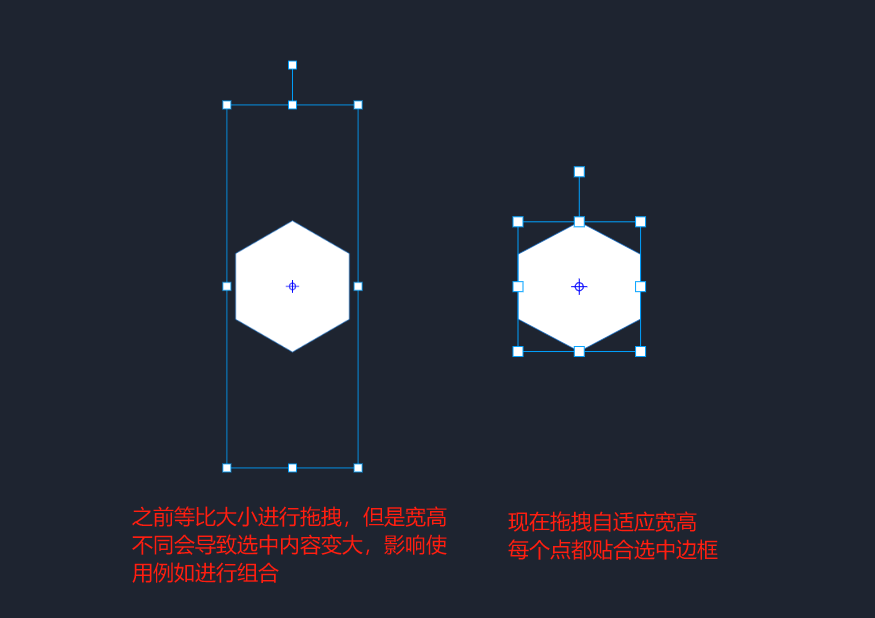 之前等比大小进行拖拽，但是宽高
不同会导致选中内容变大，影响使
用例如进行组合
现在拖拽自适应宽高
每个点都贴合选中边框